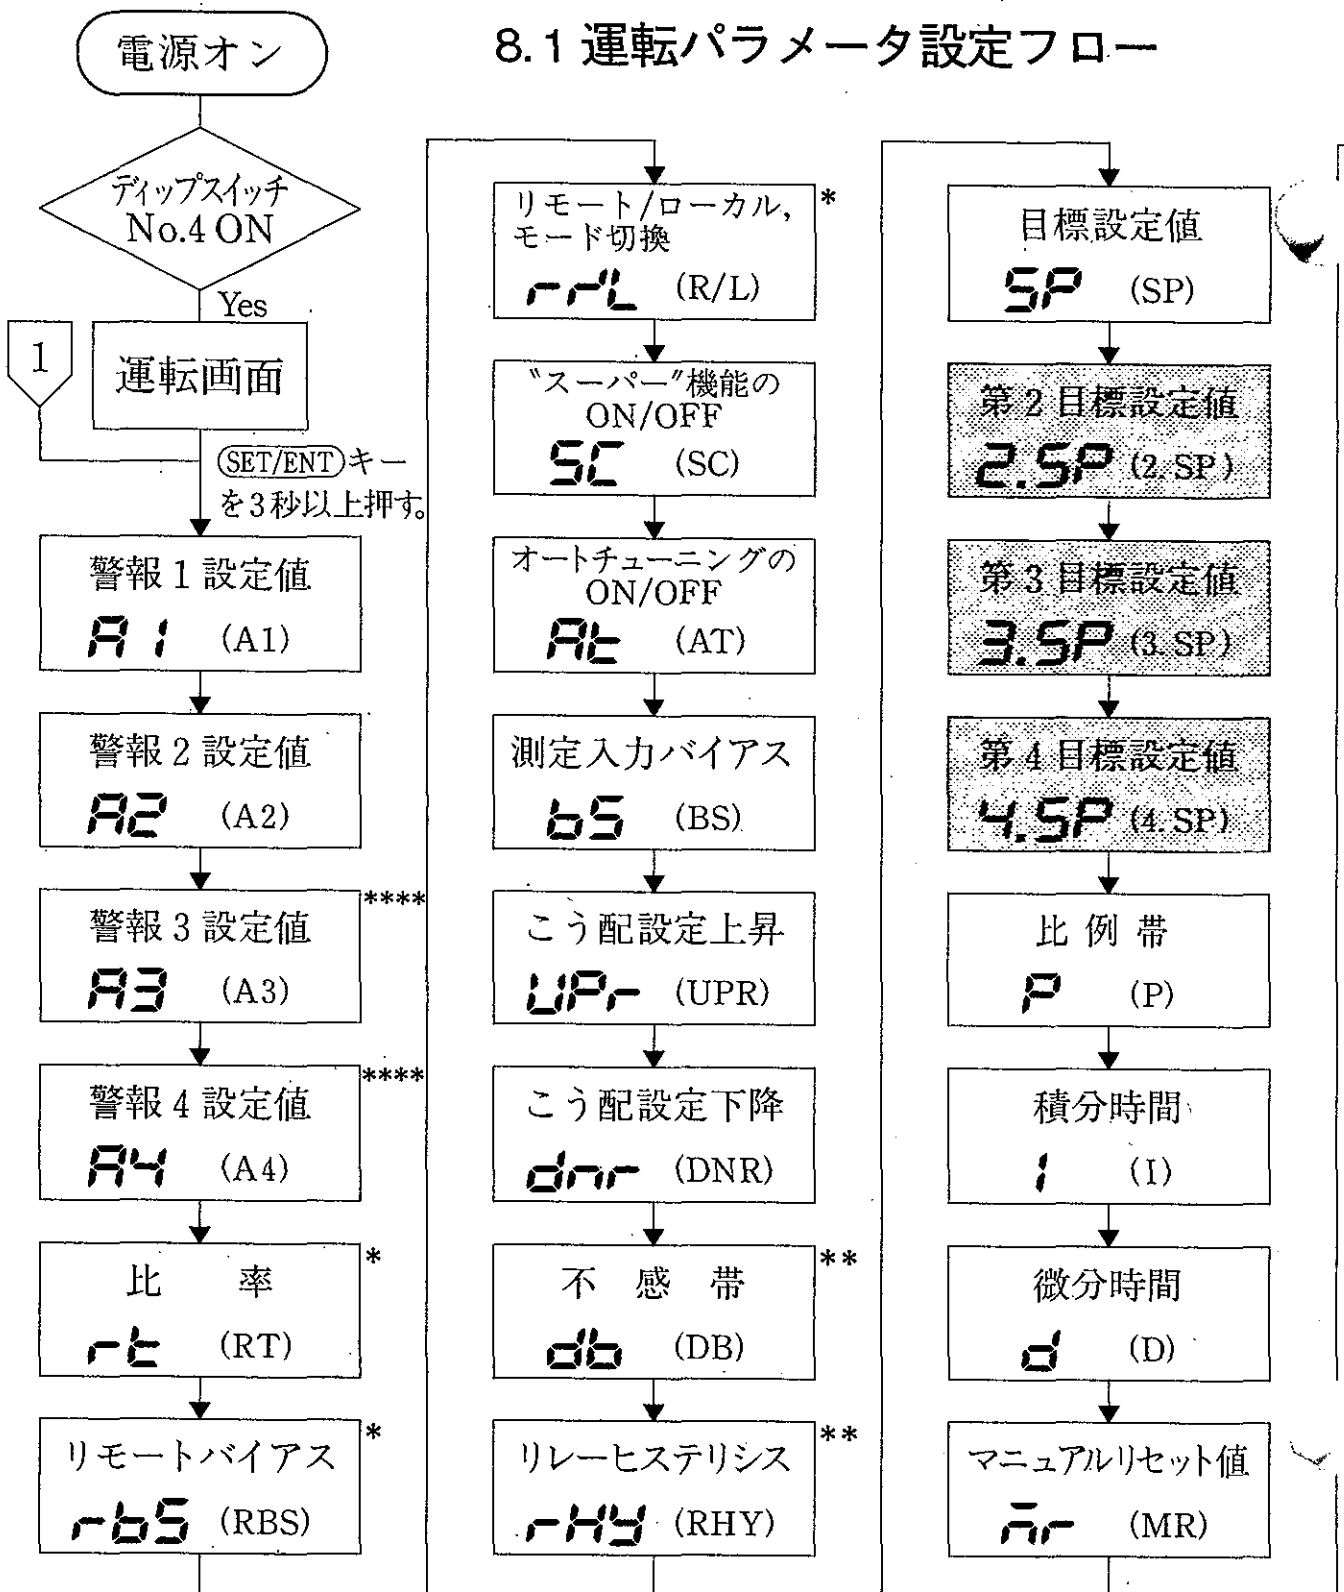 8.1 運転パラメータ設定フロー
電源オン
ディップスイッチ
No.4 ON
Yes
1
運転画面
SET/ENTキー
を3秒以上押す。
警報1設定値
A1 (A1)
警報2設定値
A2 (A2)
警報3設定値 ****
A3 (A3)
警報4設定値 ****
A4 (A4)
比 率 *
rt (RT)
リモートバイアス *
rbS (RBS)
リモート/ローカル, *
モード切換
r/L (R/L)
〝スーパー〞機能の
ON/OFF
SC (SC)
オートチューニングの
ON/OFF
At (AT)
測定入力バイアス
bS (BS)
こう配設定上昇
UPr (UPR)
こう配設定下降
dnr (DNR)
不 感 帯 **
db (DB)
リレーヒステリシス **
rHY (RHY)
目標設定値
SP (SP)
第2目標設定値
2.SP (2.SP)
第3目標設定値
3.SP (3.SP)
第4目標設定値
4.SP (4.SP)
比 例 帯
P (P)
積分時間
I (I)
微分時間
d (D)
マニュアルリセット値
r (MR)